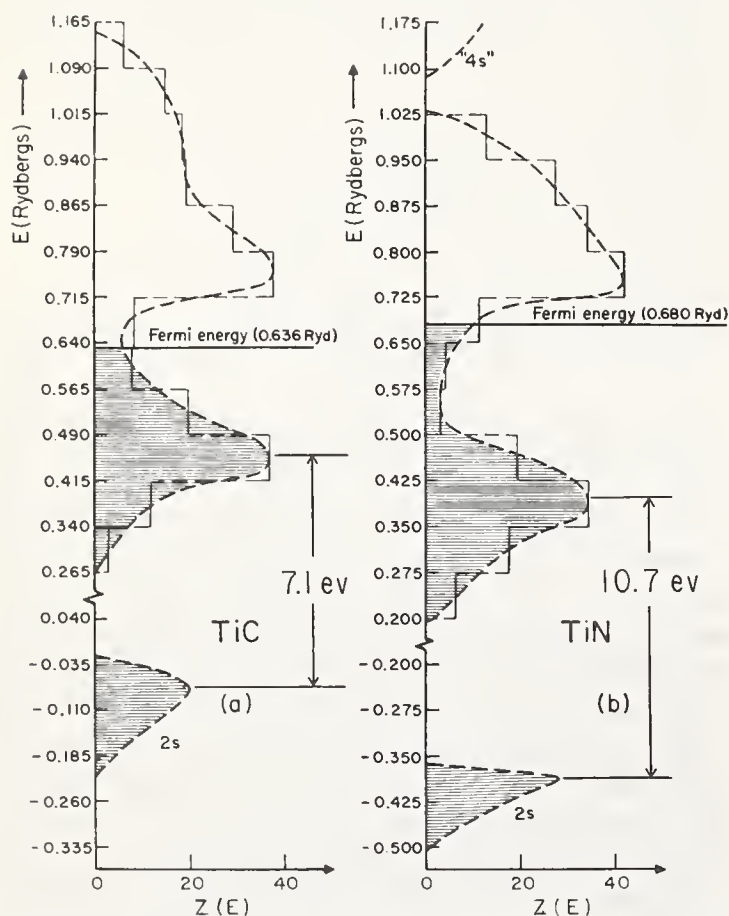 E (Rydbergs)
1.165
1.090
1.015
0.940
0.865
0.790
0.715
0.640
0.565
0.490
0.415
0.340
0.265
0.040
-0.035
-0.110
-0.185
-0.260
-0.335
Fermi energy (0.636 Ryd)
7.1 ev
TiC
(a)
2s
0 20 40
Z (E)
E (Rydbergs)
1.175
1.100
1.025
0.950
0.875
0.800
0.725
0.650
0.575
0.500
0.425
0.350
0.275
0.200
-0.200
-0.275
-0.350
-0.425
-0.500
"4s"
Fermi energy (0.680 Ryd)
10.7 ev
TiN
(b)
2s
0 20 40
Z (E)